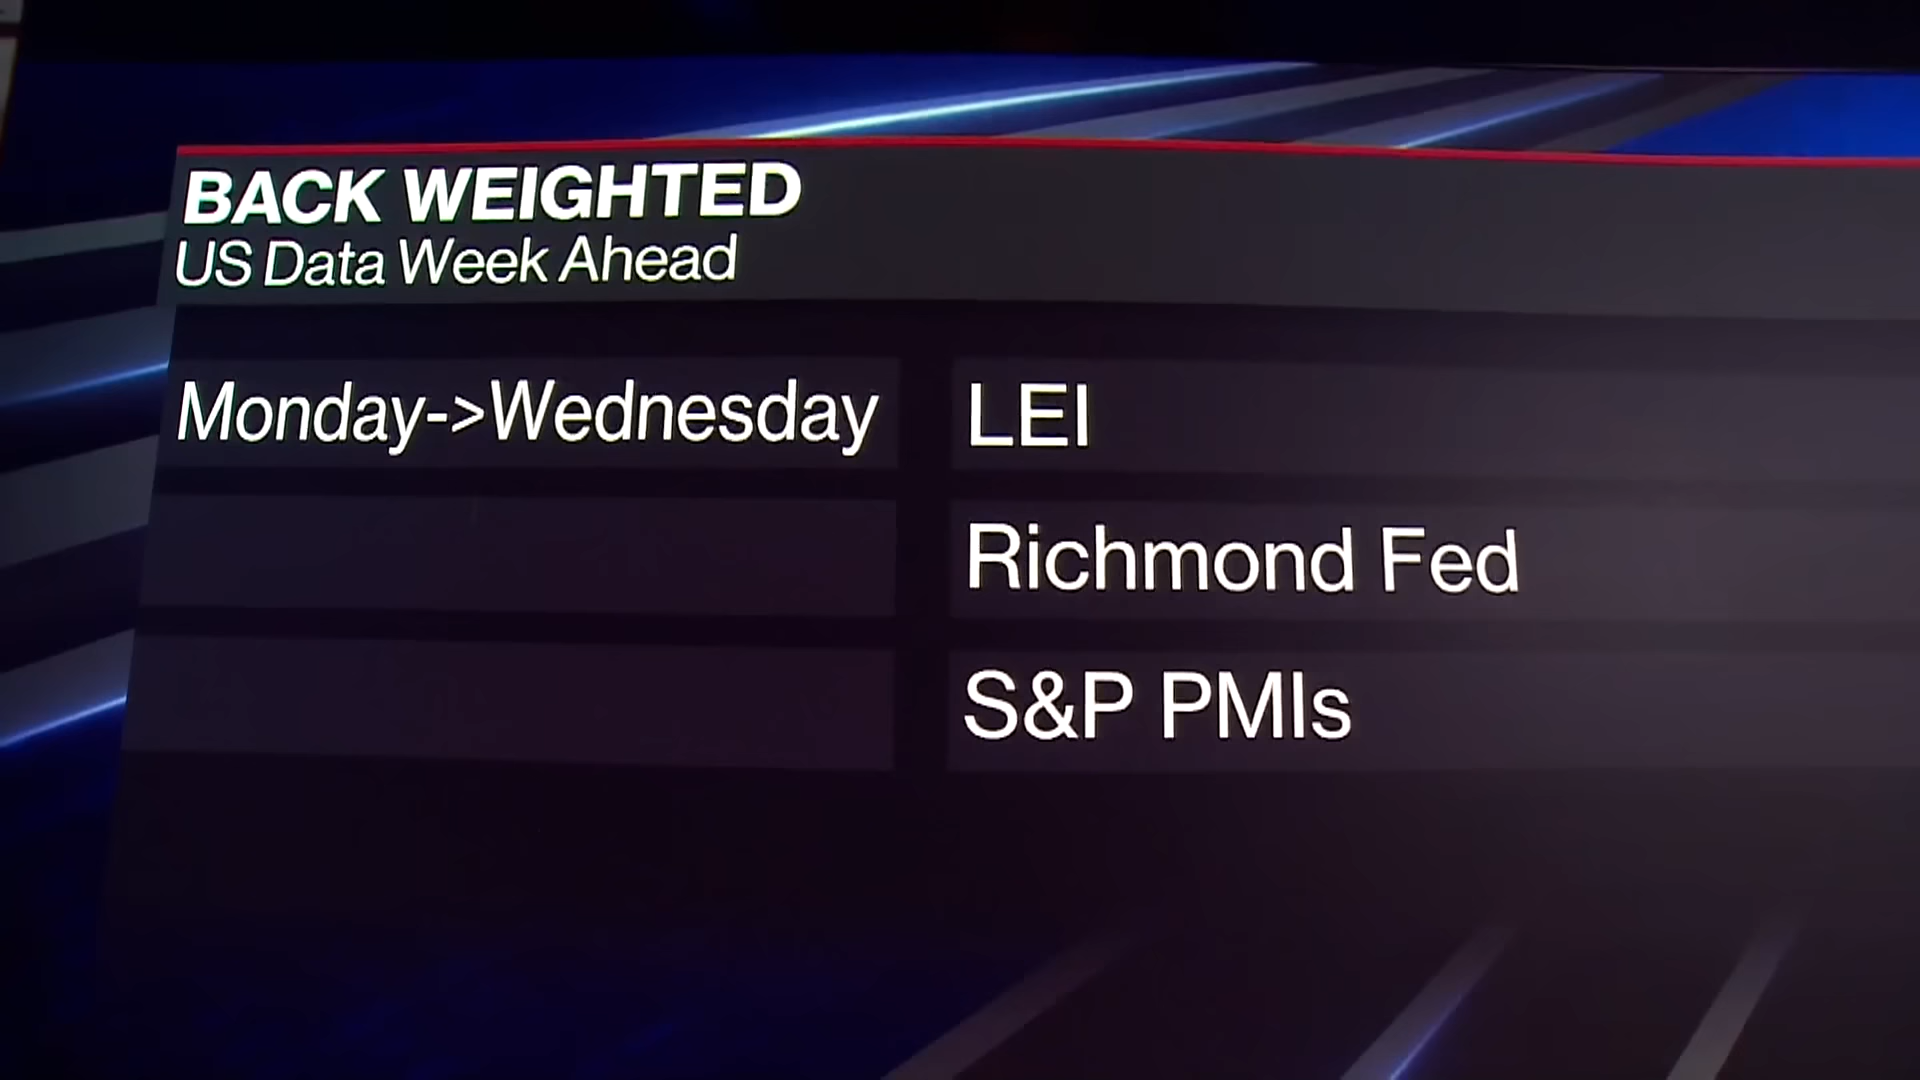 BACK WEIGHTED
US Data Week Ahead
Monday->Wednesday LEI
Richmond Fed
S&P PMIs